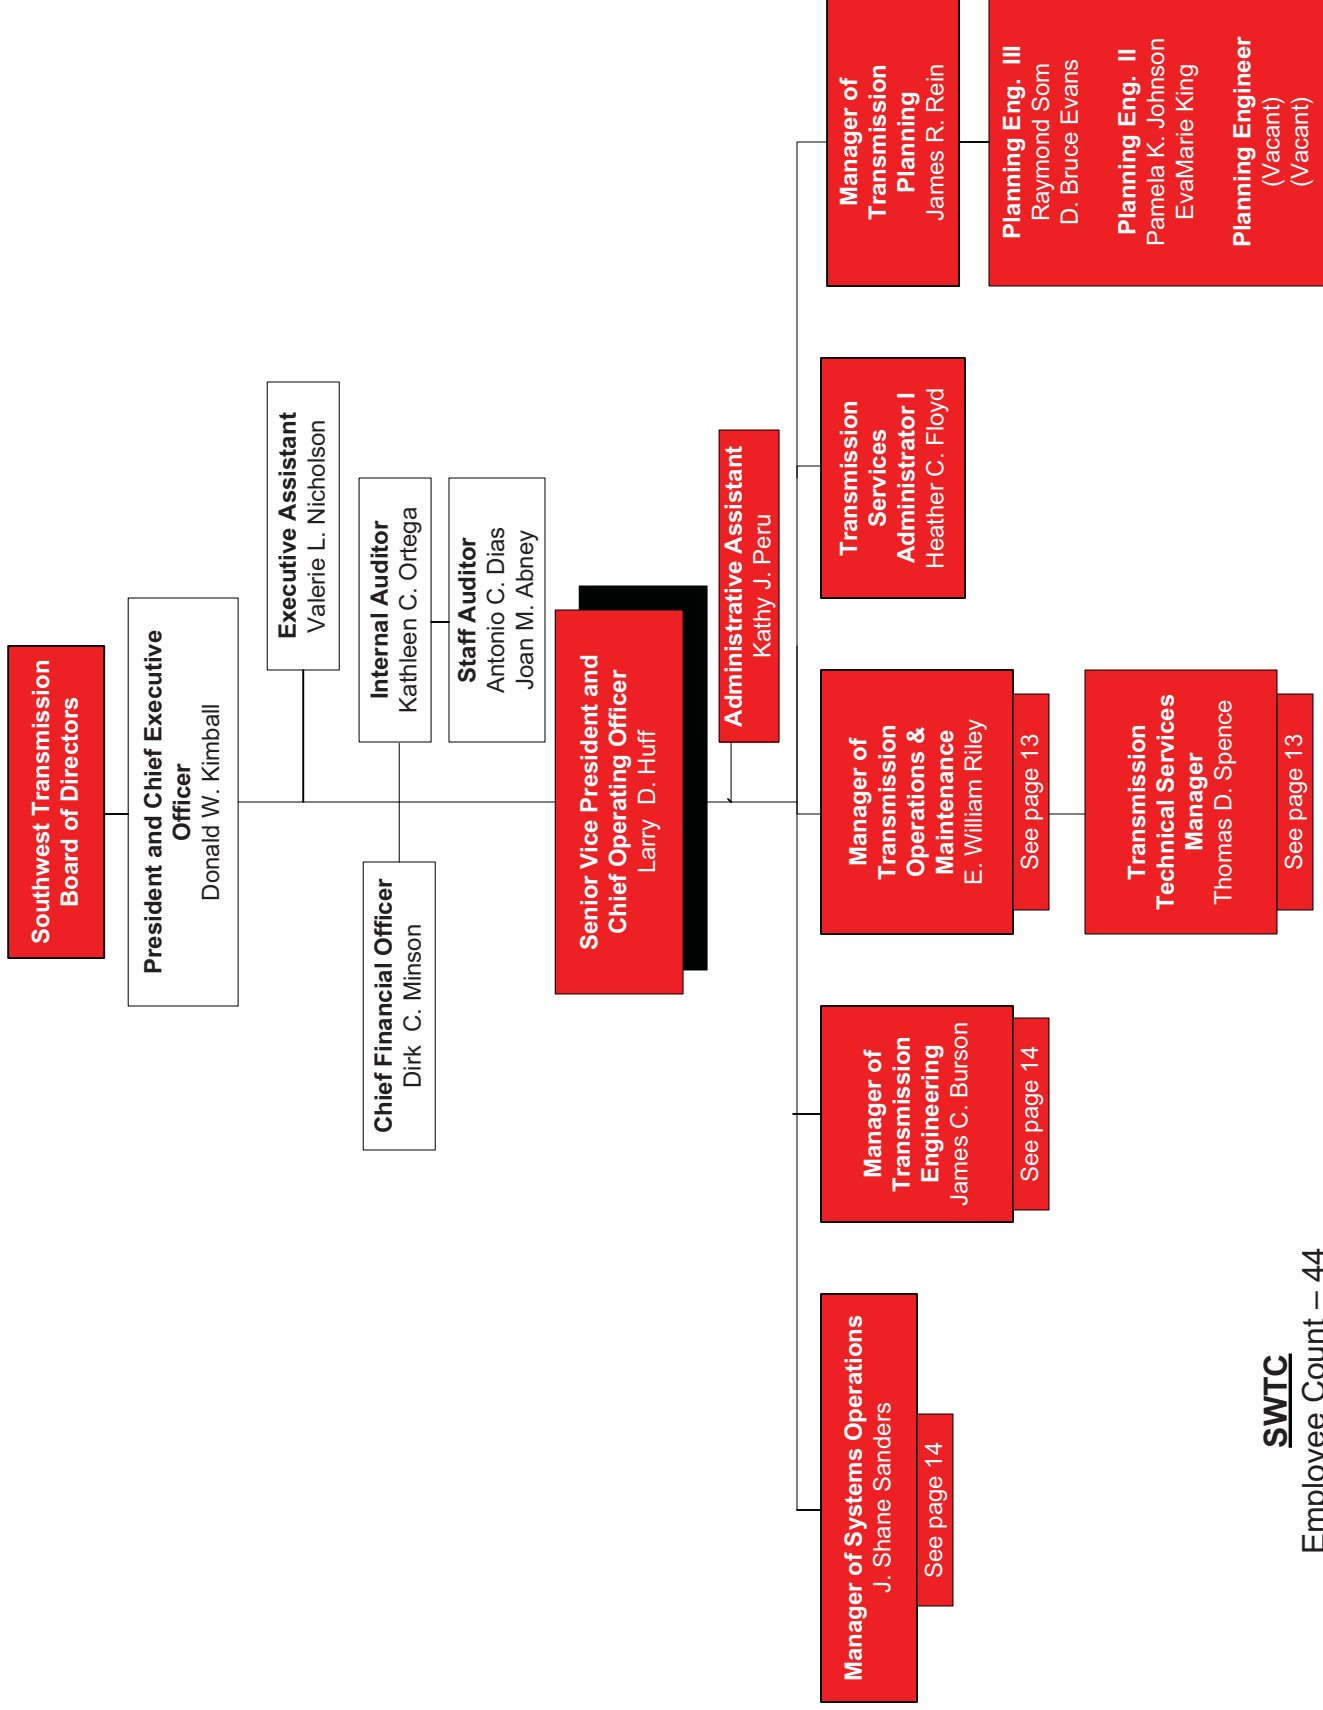 Southwest Transmission
Board of Directors
President and Chief Executive
Officer
Donald W. Kimball
Executive Assistant
Valerie L. Nicholson
Chief Financial Officer
Dirk C. Minson
Internal Auditor
Kathleen C. Ortega
Staff Auditor
Antonio C. Dias
Joan M. Abney
Senior Vice President and
Chief Operating Officer
Larry D. Huff
Administrative Assistant
Kathy J. Peru
Manager of Systems Operations
J. Shane Sanders
See page 14
Manager of
Transmission
Engineering
James C. Burson
See page 14
Manager of
Transmission
Operations &
Maintenance
E. William Riley
See page 13
Transmission
Technical Services
Manager
Thomas D. Spence
See page 13
Transmission
Services
Administrator I
Heather C. Floyd
Manager of
Transmission
Planning
James R. Rein
Planning Eng. III
Raymond Som
D. Bruce Evans
Planning Eng. II
Pamela K. Johnson
EvaMarie King
Planning Engineer
(Vacant)
(Vacant)
SWTC
Employee Count – 44